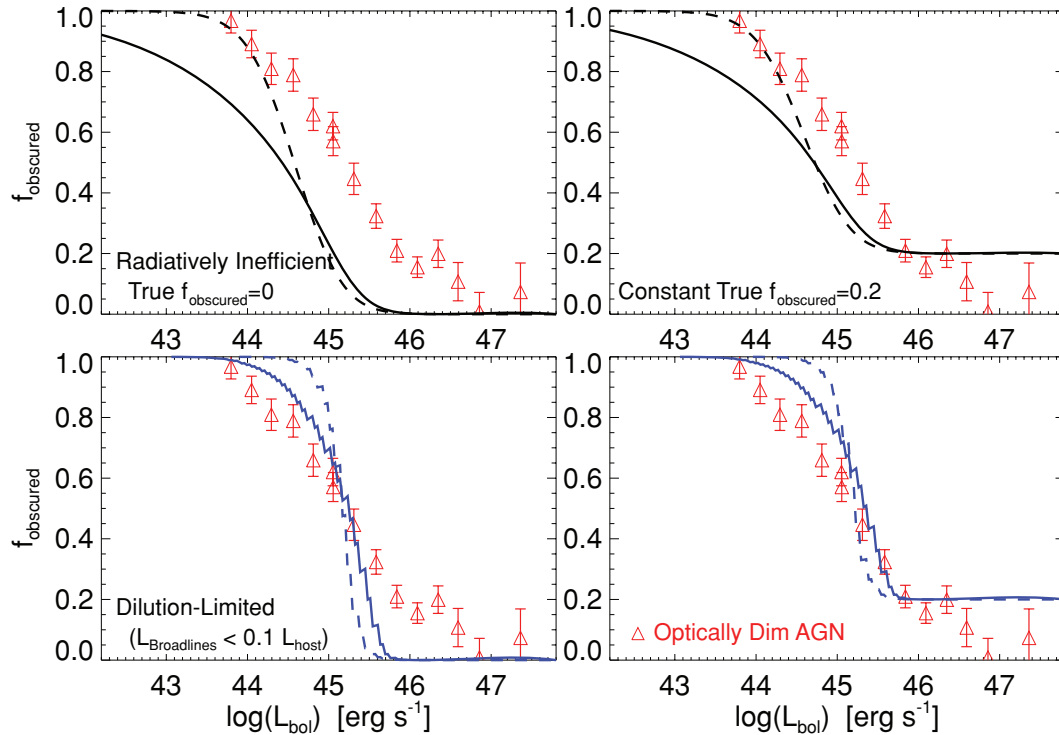 1.0
0.8
0.6
0.4
0.2
0.0
f_obscured
Radiatively Inefficient
True f_obscured=0
43 44 45 46 47
1.0
0.8
0.6
0.4
0.2
0.0
Constant True f_obscured=0.2
43 44 45 46 47
1.0
0.8
0.6
0.4
0.2
0.0
f_obscured
Dilution-Limited
(L_Broadlines < 0.1 L_host)
43 44 45 46 47
log(L_bol) [erg s⁻¹]
1.0
0.8
0.6
0.4
0.2
0.0
Optically Dim AGN
43 44 45 46 47
log(L_bol) [erg s⁻¹]